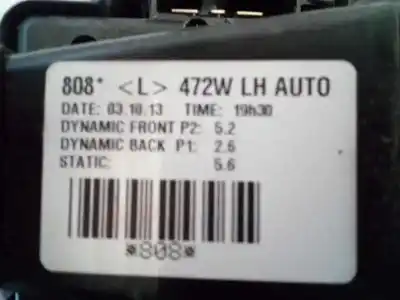 808* <L> 472W LH AUTO
DATE: 03.10.13 TIME: 19h30
DYNAMIC FRONT P2: 5.2
DYNAMIC BACK P1: 2.6
STATIC: 5.6
*808*